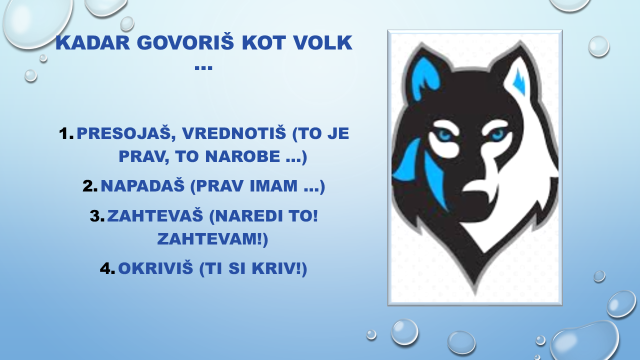 KADAR GOVORIŠ KOT VOLK
...
1. PRESOJAŠ, VREDNOTIŠ (TO JE
PRAV, TO NAROBE ...)
2. NAPADAŠ (PRAV IMAM ...)
3. ZAHTEVAŠ (NAREDI TO!
ZAHTEVAM!)
4. OKRIVIŠ (TI SI KRIV!)